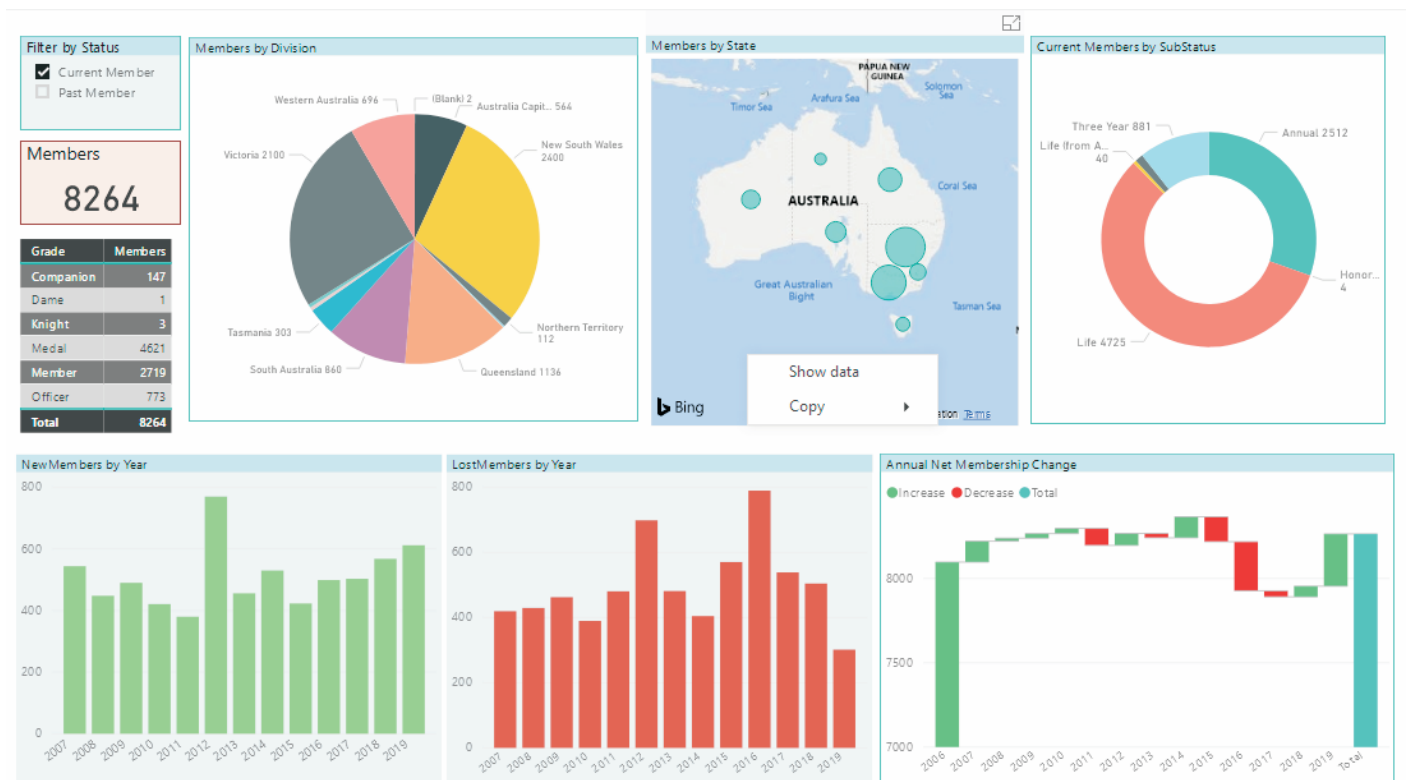 Filter by Status
Current Member
Past Member
Members
8264
Grade Members
Companion 147
Dame 1
Knight 3
Medal 4621
Member 2719
Officer 773
Total 8264
Members by Division
Western Australia 696
(Blank) 2
Australia Capit... 564
New South Wales
2400
Victoria 2100
Northern Territory
112
Tasmania 303
South Australia 860
Queensland 1136
Members by State
PAPUA NEW
GUINEA
Solomon
Sea
Timor Sea
Arafura Sea
Coral Sea
AUSTRALIA
Great Australian
Bight
Tasman Sea
Show data
Copy
Bing
ation Terms
Current Members by SubStatus
Three Year 881
Annual 2512
Life (from A...
40
Honor...
4
Life 4725
NewMembers by Year
800
600
400
200
0
2007 2008 2009 2010 2011 2012 2013 2014 2015 2016 2017 2018 2019
LostMembers by Year
800
600
400
200
0
2007 2008 2009 2010 2011 2012 2013 2014 2015 2016 2017 2018 2019
Annual Net Membership Change
Increase Decrease Total
8000
7500
7000
2006 2007 2008 2009 2010 2011 2012 2013 2014 2015 2016 2017 2018 2019 Total